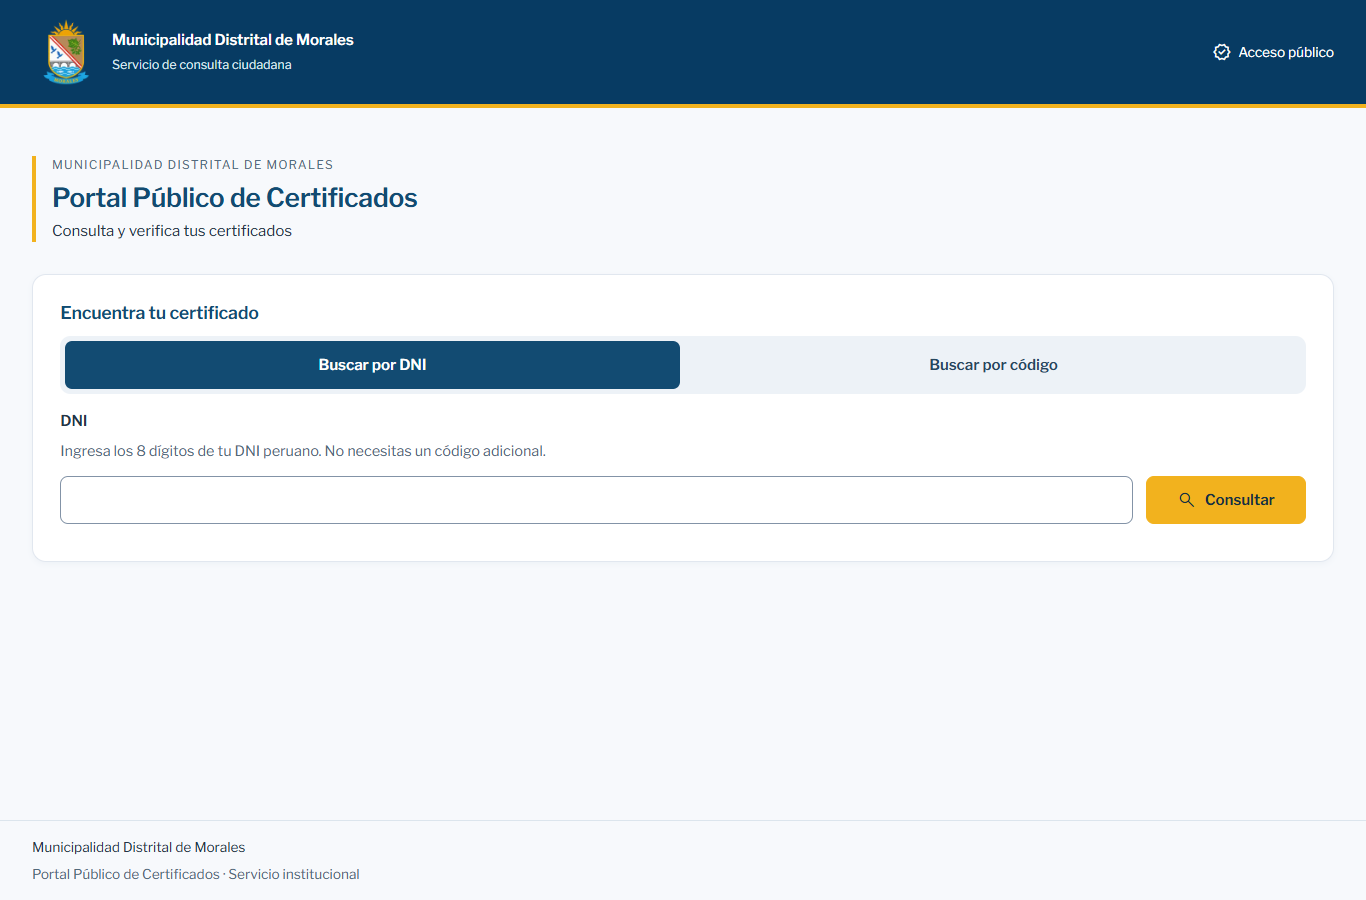 Municipalidad Distrital de Morales
Servicio de consulta ciudadana
Acceso público
MUNICIPALIDAD DISTRITAL DE MORALES
Portal Público de Certificados
Consulta y verifica tus certificados
Encuentra tu certificado
Buscar por DNI
Buscar por código
DNI
Ingresa los 8 dígitos de tu DNI peruano. No necesitas un código adicional.
Consultar
Municipalidad Distrital de Morales
Portal Público de Certificados · Servicio institucional